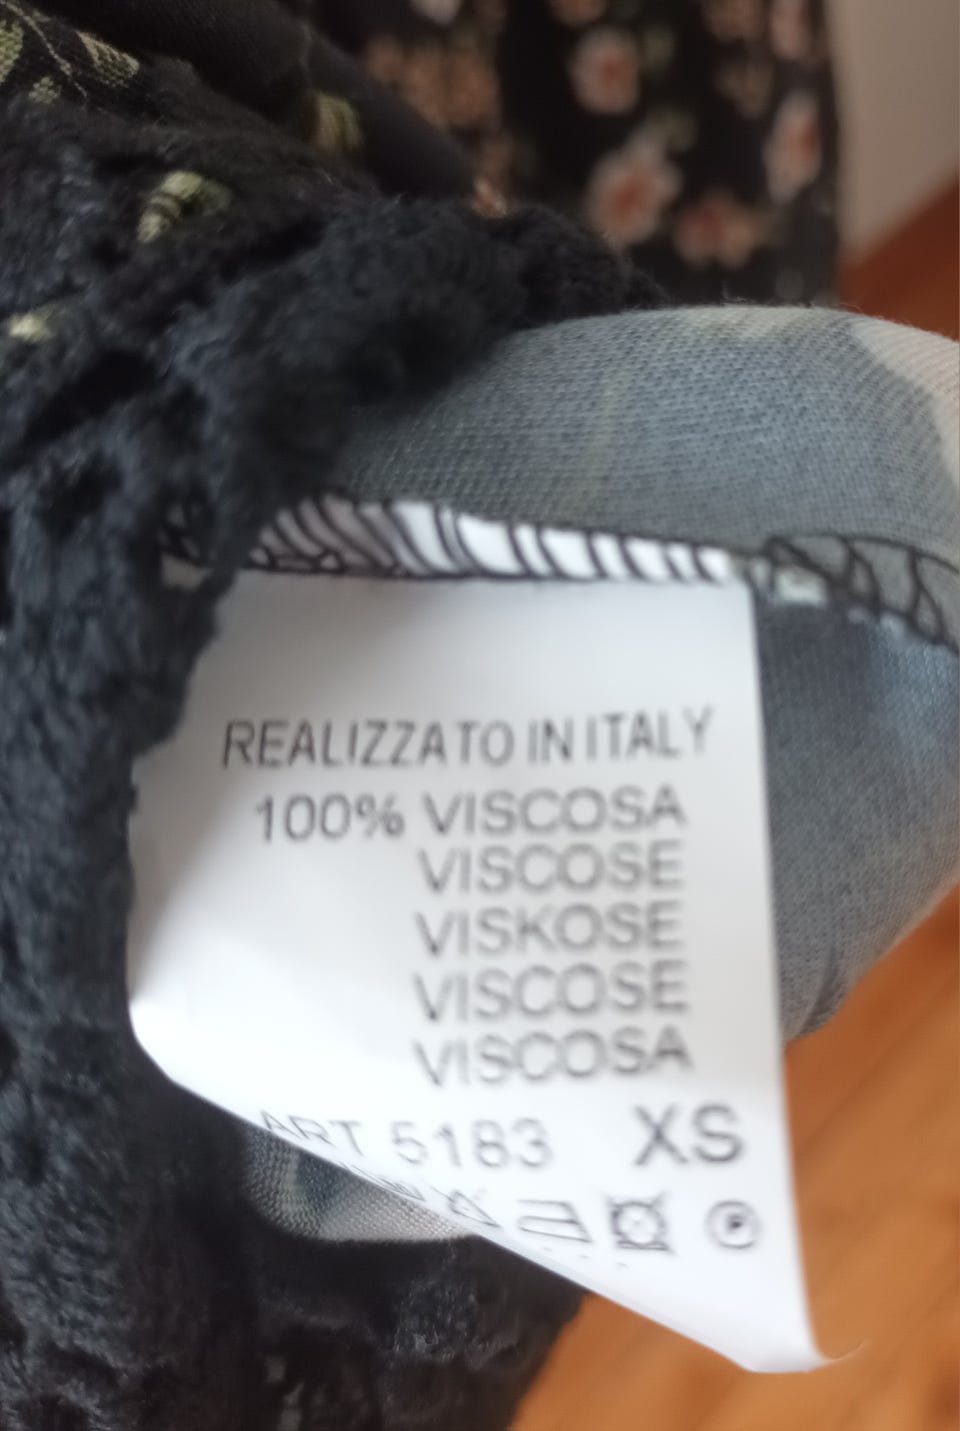 REALIZZATO IN ITALY
100% VISCOSA
VISCOSE
VISKOSE
VISCOSE
VISCOSA
ART 5183 XS
P